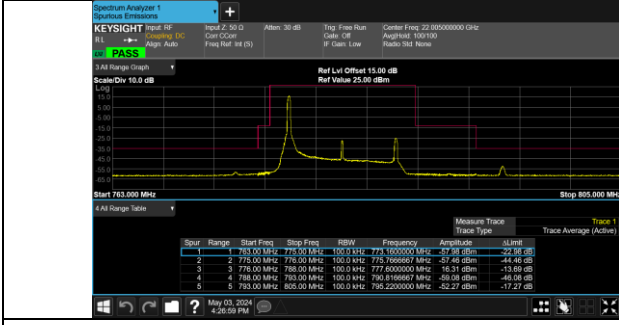 Spectrum Analyzer 1
Spurious Emissions
+
KEYSIGHT Input: RF Input Z: 50 Ω Atten: 30 dB Trig: Free Run Center Freq: 22.005000000 GHz
RL Coupling: DC Corr CCorr Gate: Off Avg|Hold: 100/100
Align: Auto Freq Ref: Int (S) IF Gain: Low Radio Std: None
PASS
3 All Range Graph
Ref Lvl Offset 15.00 dB
Scale/Div 10.0 dB Ref Value 25.00 dBm
Log
15.0
5.00
-5.00
-15.0
-25.0
-35.0
-45.0
-55.0
-65.0
Start 763.000 MHz Stop 805.000 MHz
4 All Range Table
Measure Trace Trace 1
Trace Type Trace Average (Active)
Spur Range Start Freq Stop Freq RBW Frequency Amplitude ΔLimit
1 1 763.00 MHz 775.00 MHz 100.0 kHz 773.1600000 MHz -57.98 dBm -22.98 dB
2 2 775.00 MHz 776.00 MHz 100.0 kHz 775.7666667 MHz -57.46 dBm -44.46 dB
3 3 776.00 MHz 788.00 MHz 100.0 kHz 777.6000000 MHz 16.31 dBm -13.69 dB
4 4 788.00 MHz 793.00 MHz 100.0 kHz 790.8166667 MHz -59.08 dBm -46.08 dB
5 5 793.00 MHz 805.00 MHz 100.0 kHz 795.2200000 MHz -52.27 dBm -17.27 dB
? May 03, 2024
4:26:59 PM